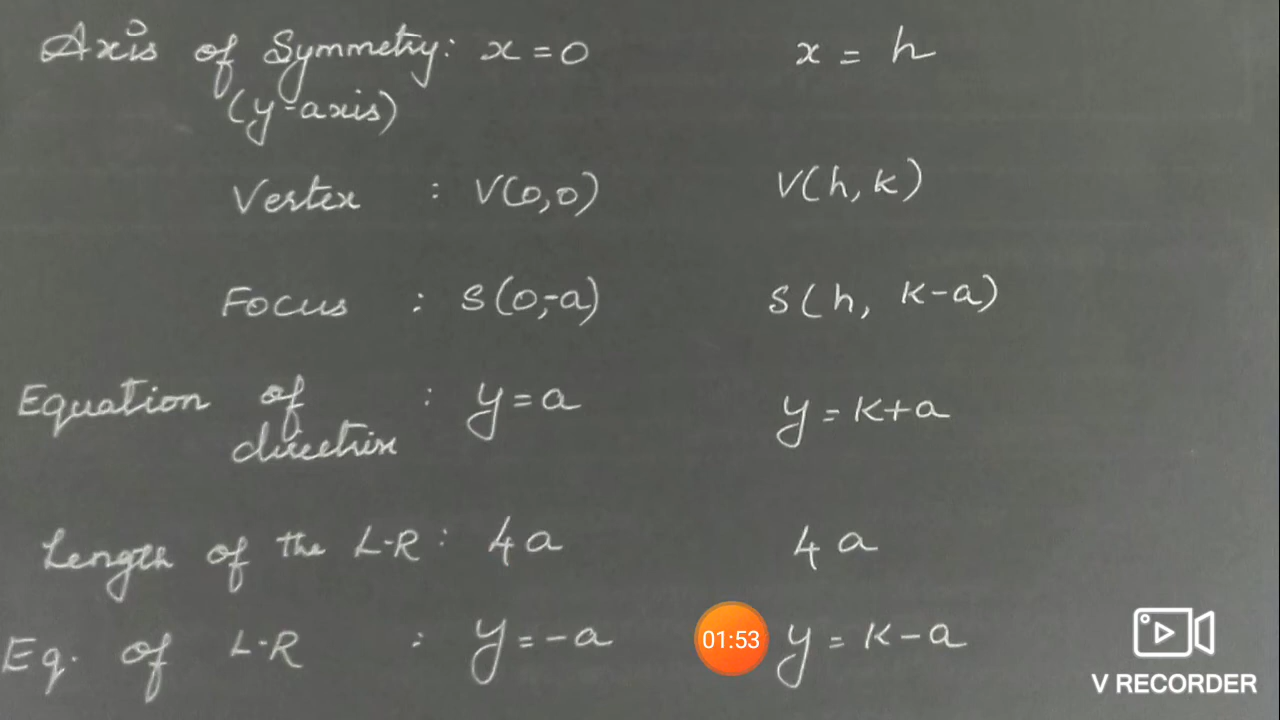 Axis of Symmetry: x = 0 x = h
(y-axis)
Vertex : V(0,0) V(h, k)
Focus : S(0,-a) S(h, k-a)
Equation of : y = a y = k+a
directrix
Length of the L-R : 4a 4a
Eq. of L-R : y = -a 01:53 y = k-a
V RECORDER